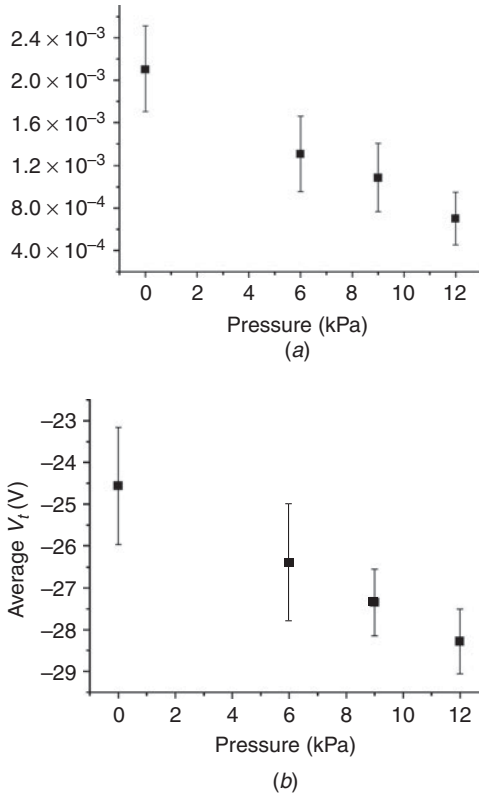 2.4 × 10⁻³
2.0 × 10⁻³
1.6 × 10⁻³
1.2 × 10⁻³
8.0 × 10⁻⁴
4.0 × 10⁻⁴
0 2 4 6 8 10 12
Pressure (kPa)
(a)
Average Vt (V)
−23
−24
−25
−26
−27
−28
−29
0 2 4 6 8 10 12
Pressure (kPa)
(b)